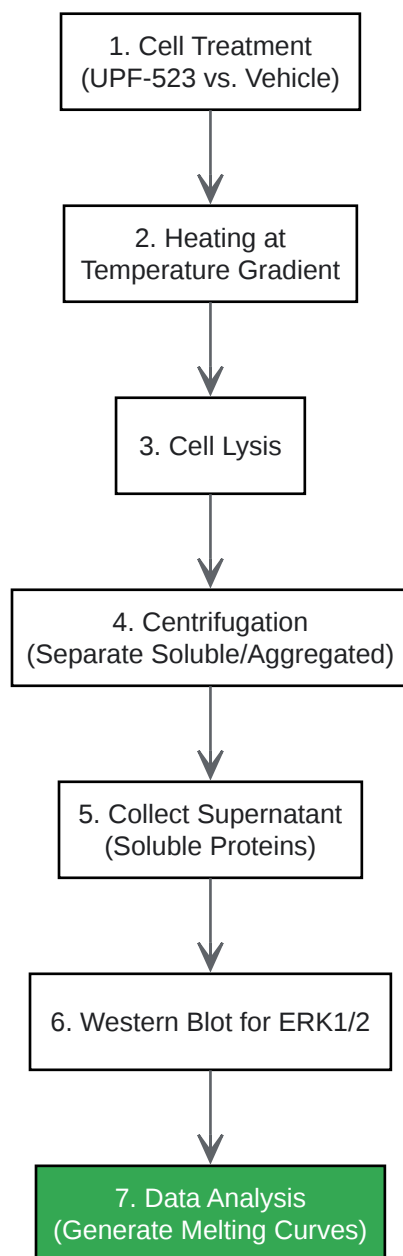 1. Cell Treatment
(UPF-523 vs. Vehicle)
2. Heating at
Temperature Gradient
3. Cell Lysis
4. Centrifugation
(Separate Soluble/Aggregated)
5. Collect Supernatant
(Soluble Proteins)
6. Western Blot for ERK1/2
7. Data Analysis
(Generate Melting Curves)